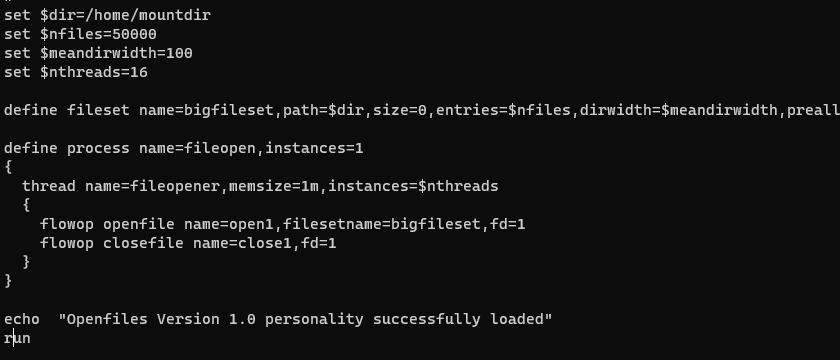 set $dir=/home/mountdir
set $nfiles=50000
set $meandirwidth=100
set $nthreads=16
define fileset name=bigfileset,path=$dir,size=0,entries=$nfiles,dirwidth=$meandirwidth,preall
define process name=fileopen,instances=1
{
  thread name=fileopener,memsize=1m,instances=$nthreads
  {
    flowop openfile name=open1,filesetname=bigfileset,fd=1
    flowop closefile name=close1,fd=1
  }
}
echo  "Openfiles Version 1.0 personality successfully loaded"
run